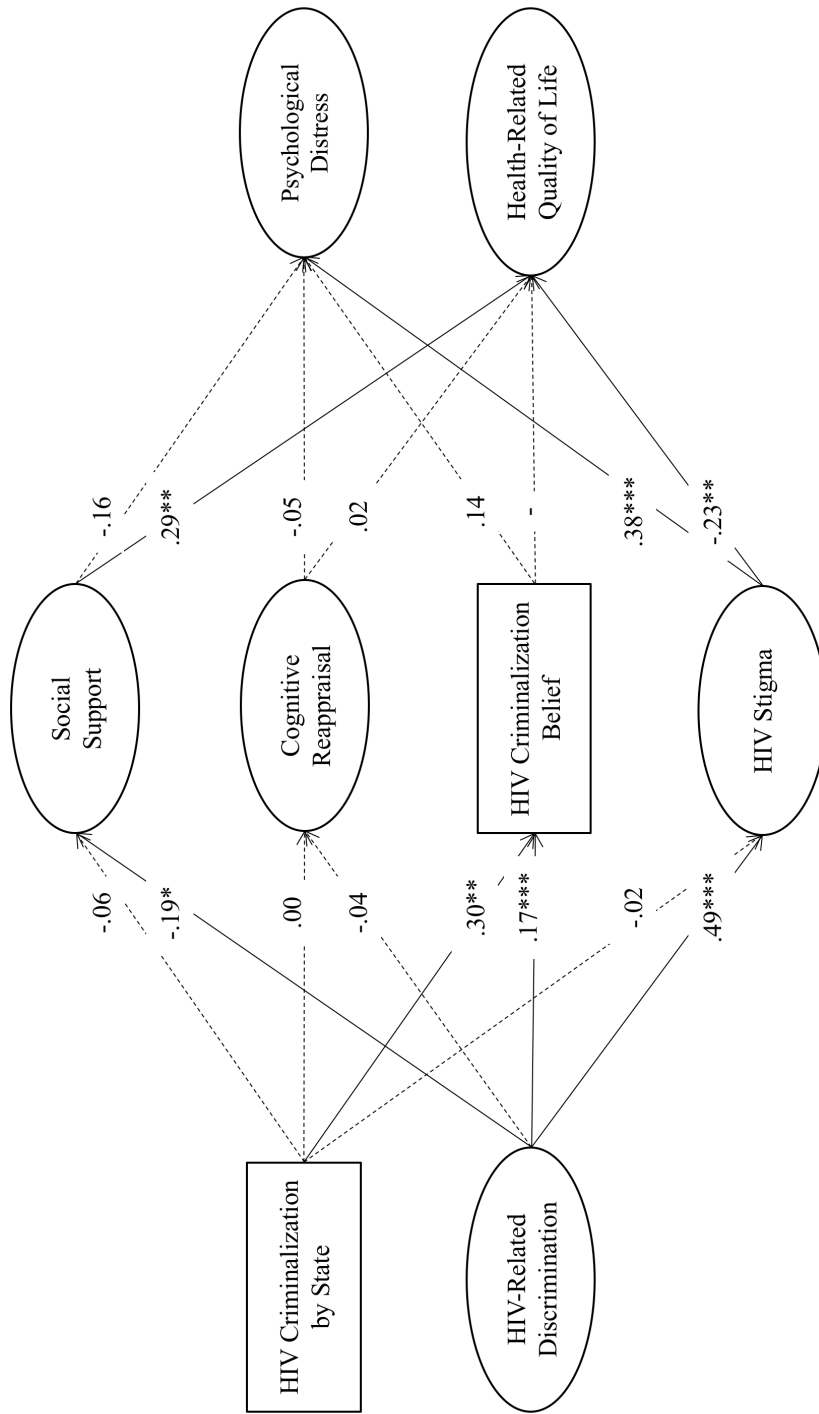 HIV Criminalization
by State
HIV-Related
Discrimination
-.06
-.19*
.00
-.04
.30**
.17***
-.02
.49***
Social
Support
Cognitive
Reappraisal
HIV Criminalization
Belief
HIV Stigma
-.16
.29**
-.05
.02
.14
-
.38***
-.23**
Psychological
Distress
Health-Related
Quality of Life